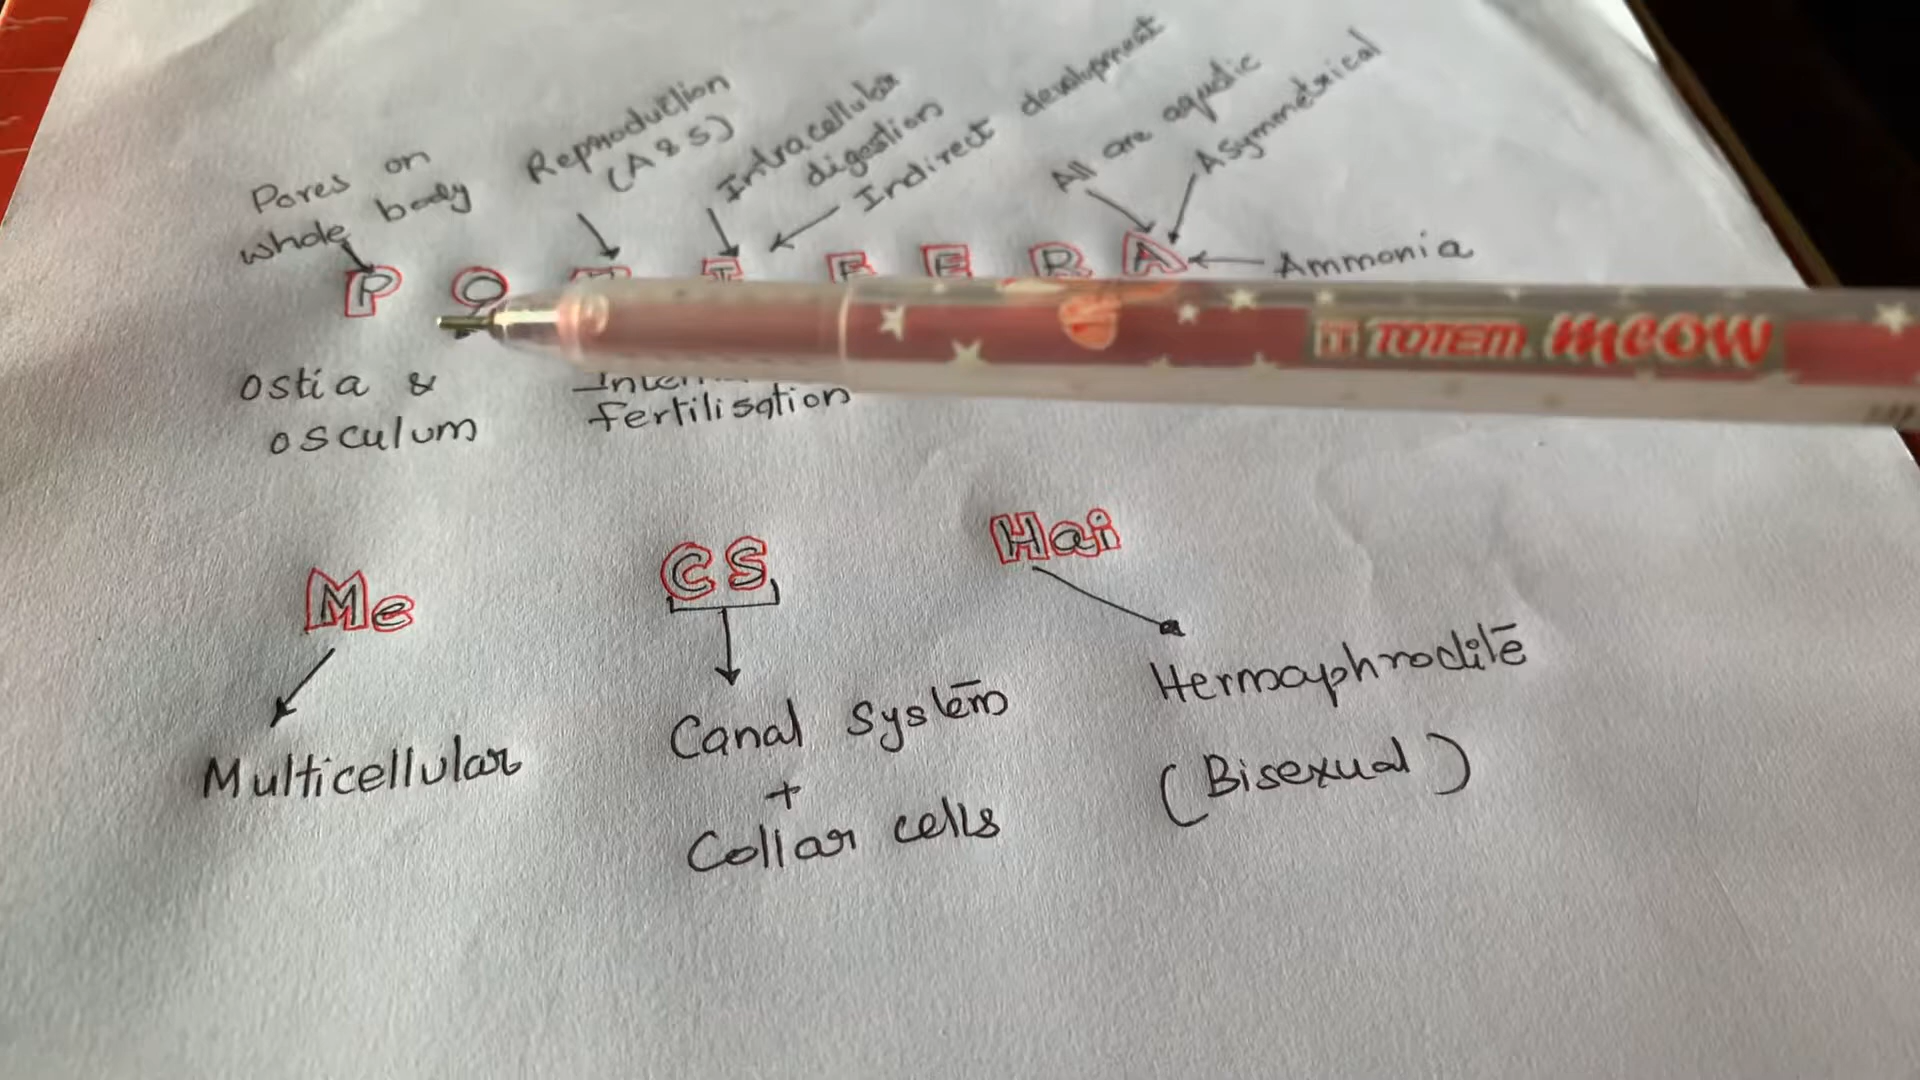 Pores on
whole body
Reproduction
(A & S)
Intracellular
digestion
Indirect development
All are aquatic
Asymmetrical
P O I F E R A
Ammonia
TOTEM meow
Ostia &
osculum
fertilisation
Me
CS
Hai
Multicellular
Canal system
+
Collar cells
Hermaphrodite
(Bisexual)